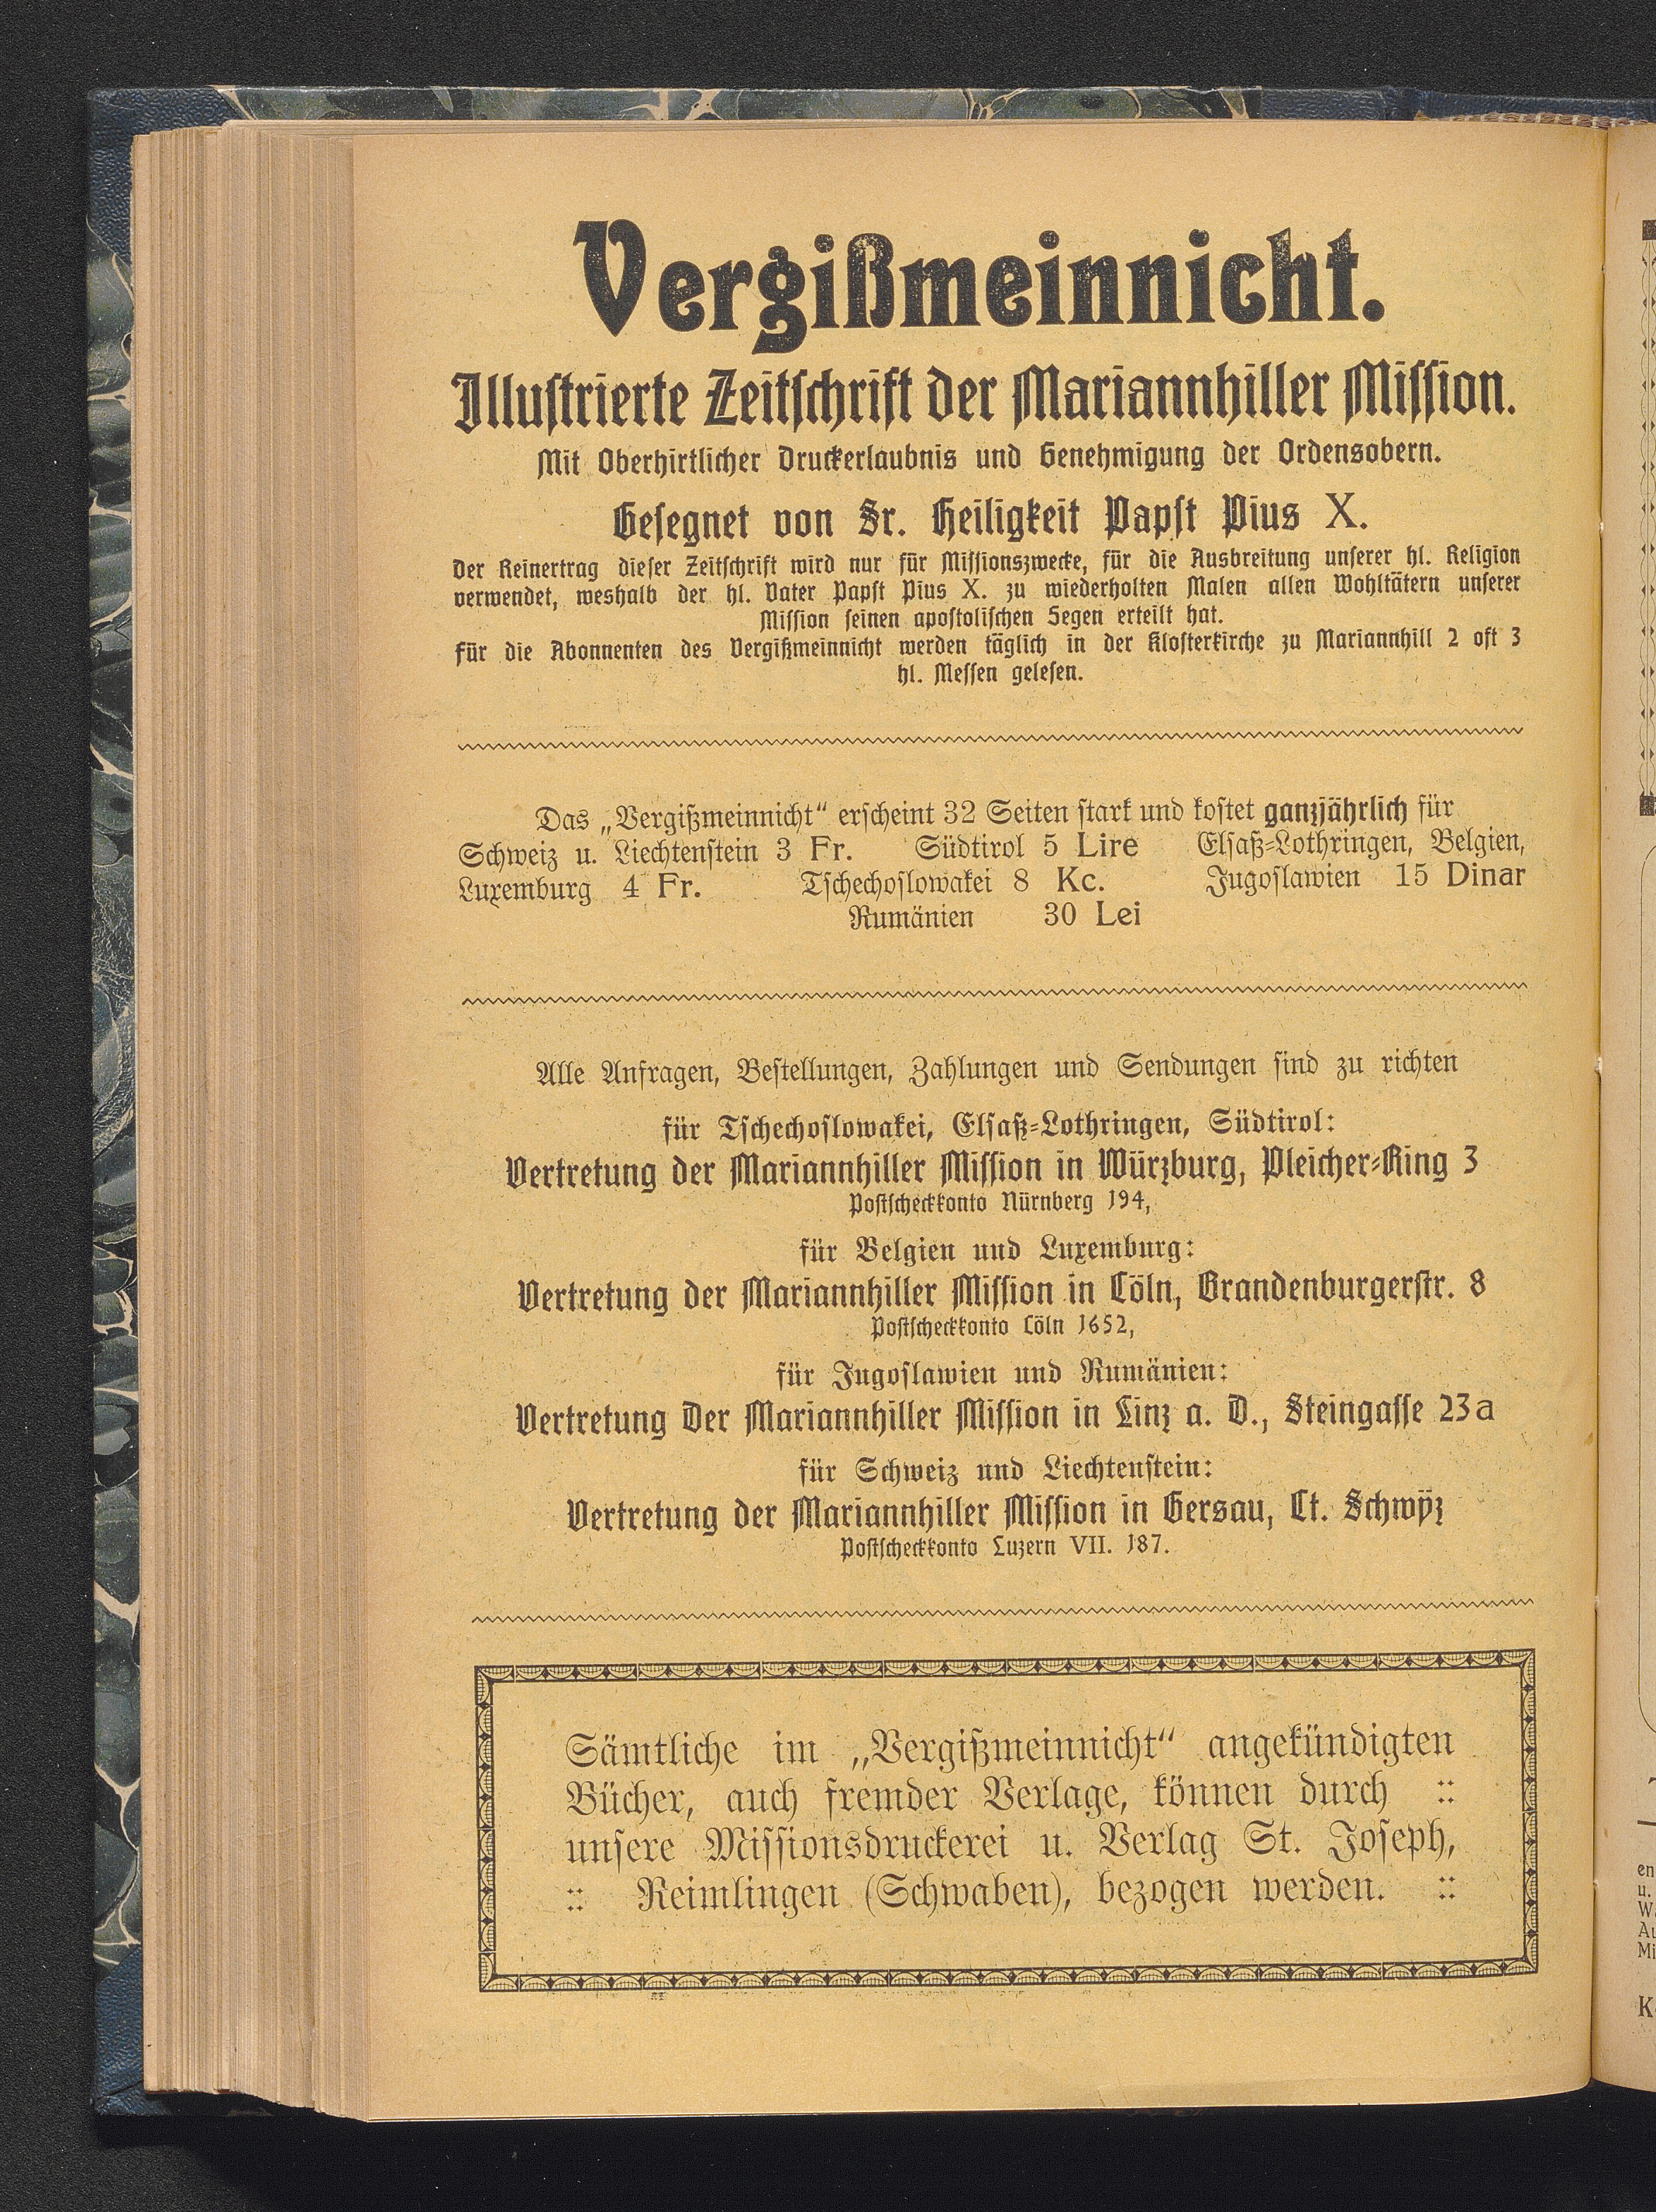 Vergißmeinnicht.
Illustrierte Zeitschrift der Mariannhiller Mission.
Mit Oberhirtlicher Druckerlaubnis und Genehmigung der Ordensobern.
Gesegnet von Sr. Heiligkeit Papst Pius X.
Der Reinertrag dieser Zeitschrift wird nur für Missionszwecke, für die Ausbreitung unserer hl. Religion
verwendet, weshalb der hl. Vater Papst Pius X. zu wiederholten Malen allen Wohltätern unserer
Mission seinen apostolischen Segen erteilt hat.
Für die Abonnenten des Vergißmeinnicht werden täglich in der Klosterkirche zu Mariannhill 2 oft 3
hl. Messen gelesen.
Das „Vergißmeinnicht“ erscheint 32 Seiten stark und kostet ganzjährlich für
Schweiz u. Liechtenstein 3 Fr. Südtirol 5 Lire Elsaß-Lothringen, Belgien,
Luxemburg 4 Fr. Tschechoslowakei 8 Kc. Jugoslawien 15 Dinar
Rumänien 30 Lei
Alle Anfragen, Bestellungen, Zahlungen und Sendungen sind zu richten
für Tschechoslowakei, Elsaß-Lothringen, Südtirol:
Vertretung der Mariannhiller Mission in Würzburg, Pleicher-Ring 3
Postscheckkonto Nürnberg 194,
für Belgien und Luxemburg:
Vertretung der Mariannhiller Mission in Cöln, Brandenburgerstr. 8
Postscheckkonto Cöln 1652,
für Jugoslawien und Rumänien:
Vertretung der Mariannhiller Mission in Linz a. D., Steingasse 23a
für Schweiz und Liechtenstein:
Vertretung der Mariannhiller Mission in Gersau, Ct. Schwÿz
Postscheckkonto Luzern VII. 187.
Sämtliche im „Vergißmeinnicht“ angekündigten
Bücher, auch fremder Verlage, können durch ::
unsere Missionsdruckerei u. Verlag St. Joseph,
:: Reimlingen (Schwaben), bezogen werden. ::
en
u.